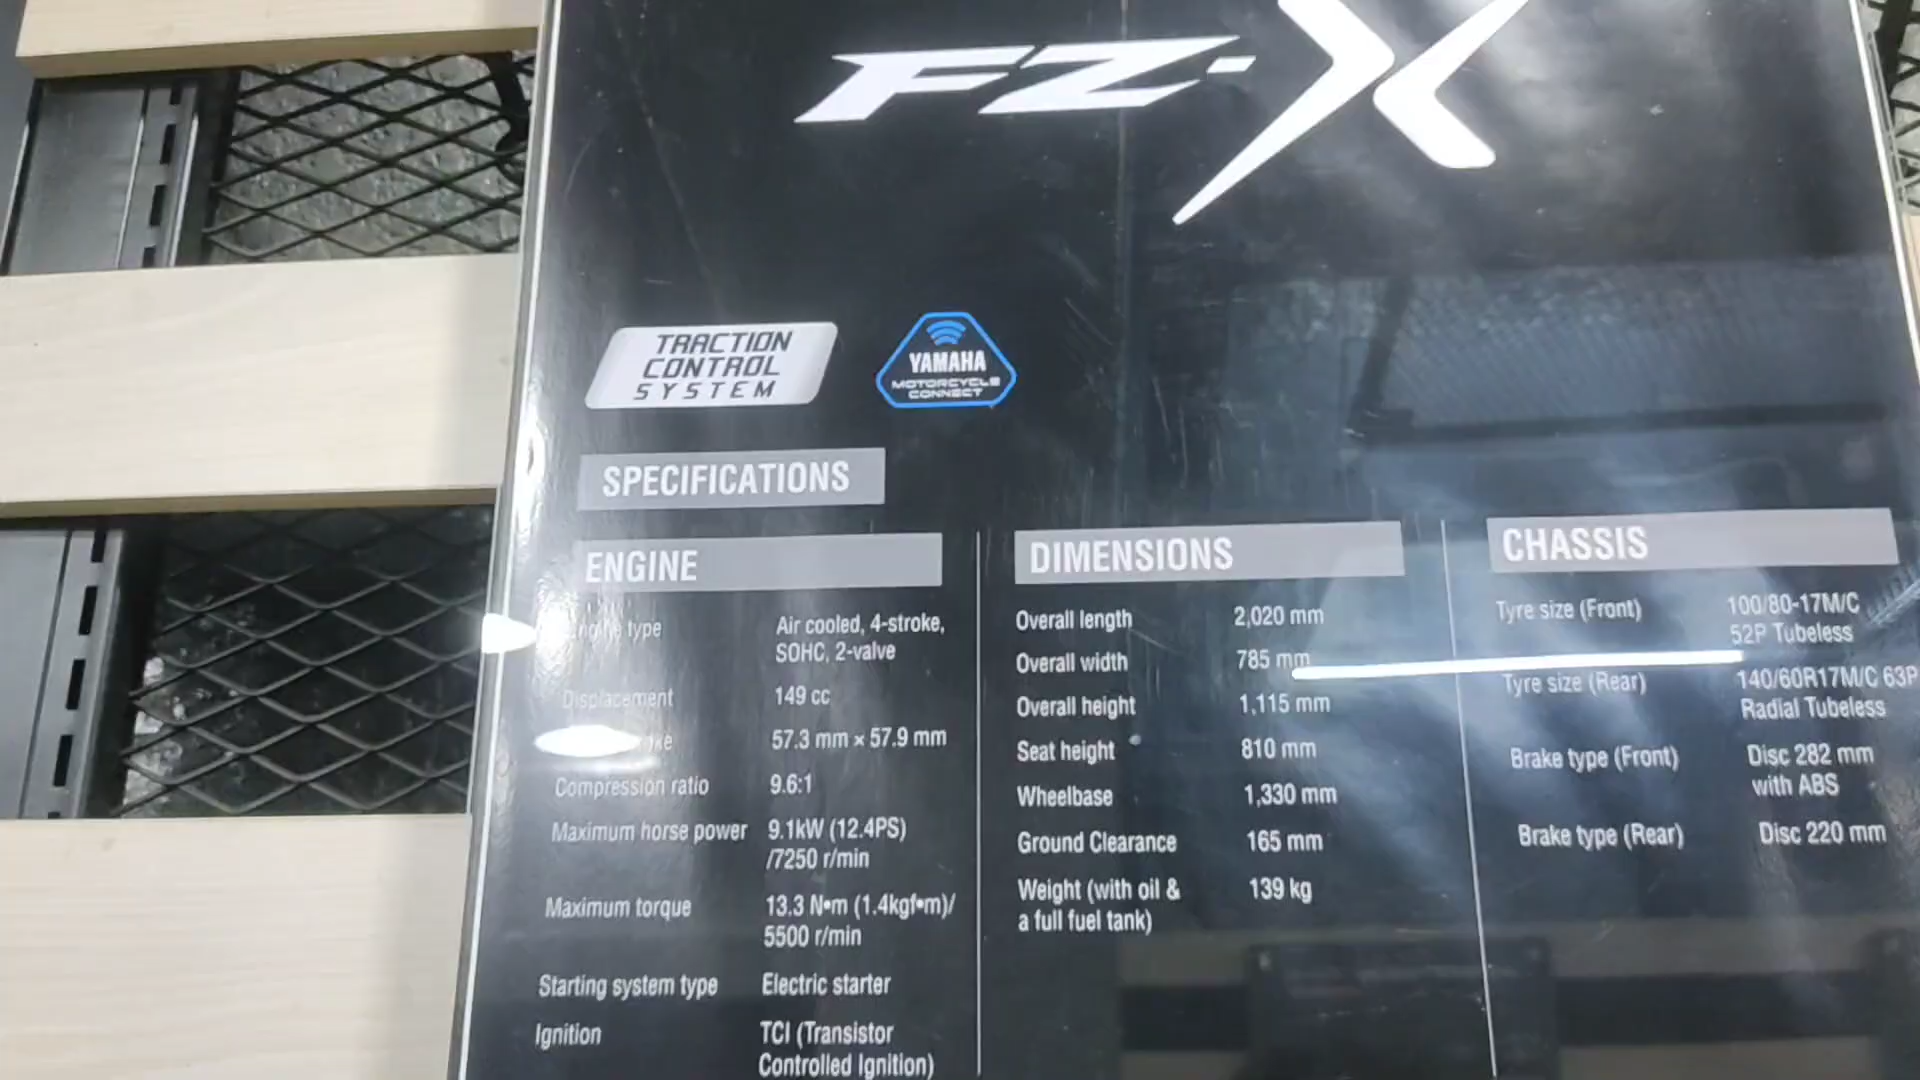 FZ-X
TRACTION
CONTROL
SYSTEM
YAMAHA
MOTORCYCLE
CONNECT
SPECIFICATIONS
ENGINE
Engine type Air cooled, 4-stroke,
SOHC, 2-valve
Displacement 149 cc
57.3 mm × 57.9 mm
Compression ratio 9.6:1
Maximum horse power 9.1kW (12.4PS)
/7250 r/min
Maximum torque 13.3 N•m (1.4kgf•m)/
5500 r/min
Starting system type Electric starter
Ignition TCI (Transistor
Controlled Ignition)
DIMENSIONS
Overall length 2,020 mm
Overall width 785 mm
Overall height 1,115 mm
Seat height 810 mm
Wheelbase 1,330 mm
Ground Clearance 165 mm
Weight (with oil & 139 kg
a full fuel tank)
CHASSIS
Tyre size (Front) 100/80-17M/C
52P Tubeless
Tyre size (Rear) 140/60R17M/C 63P
Radial Tubeless
Brake type (Front) Disc 282 mm
with ABS
Brake type (Rear) Disc 220 mm